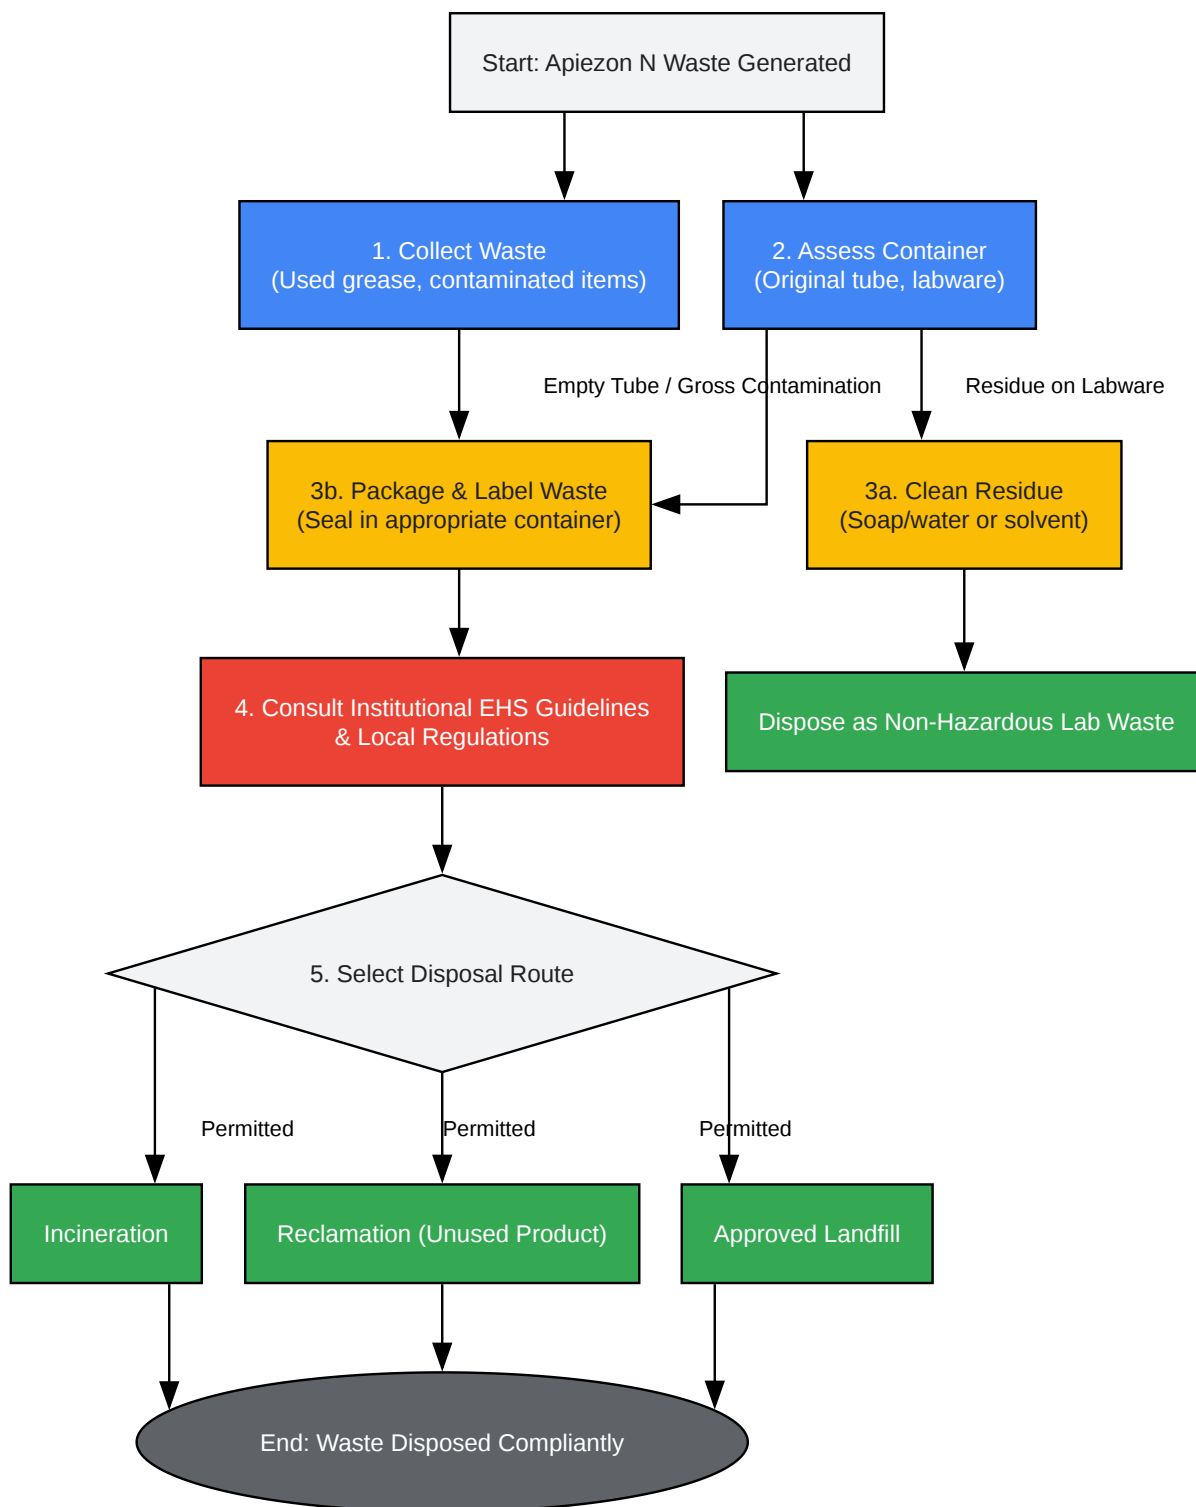 Start: Apiezon N Waste Generated
1. Collect Waste
(Used grease, contaminated items)
2. Assess Container
(Original tube, labware)
Empty Tube / Gross Contamination
Residue on Labware
3b. Package & Label Waste
(Seal in appropriate container)
3a. Clean Residue
(Soap/water or solvent)
4. Consult Institutional EHS Guidelines
& Local Regulations
Dispose as Non-Hazardous Lab Waste
5. Select Disposal Route
Permitted
Permitted
Permitted
Incineration
Reclamation (Unused Product)
Approved Landfill
End: Waste Disposed Compliantly